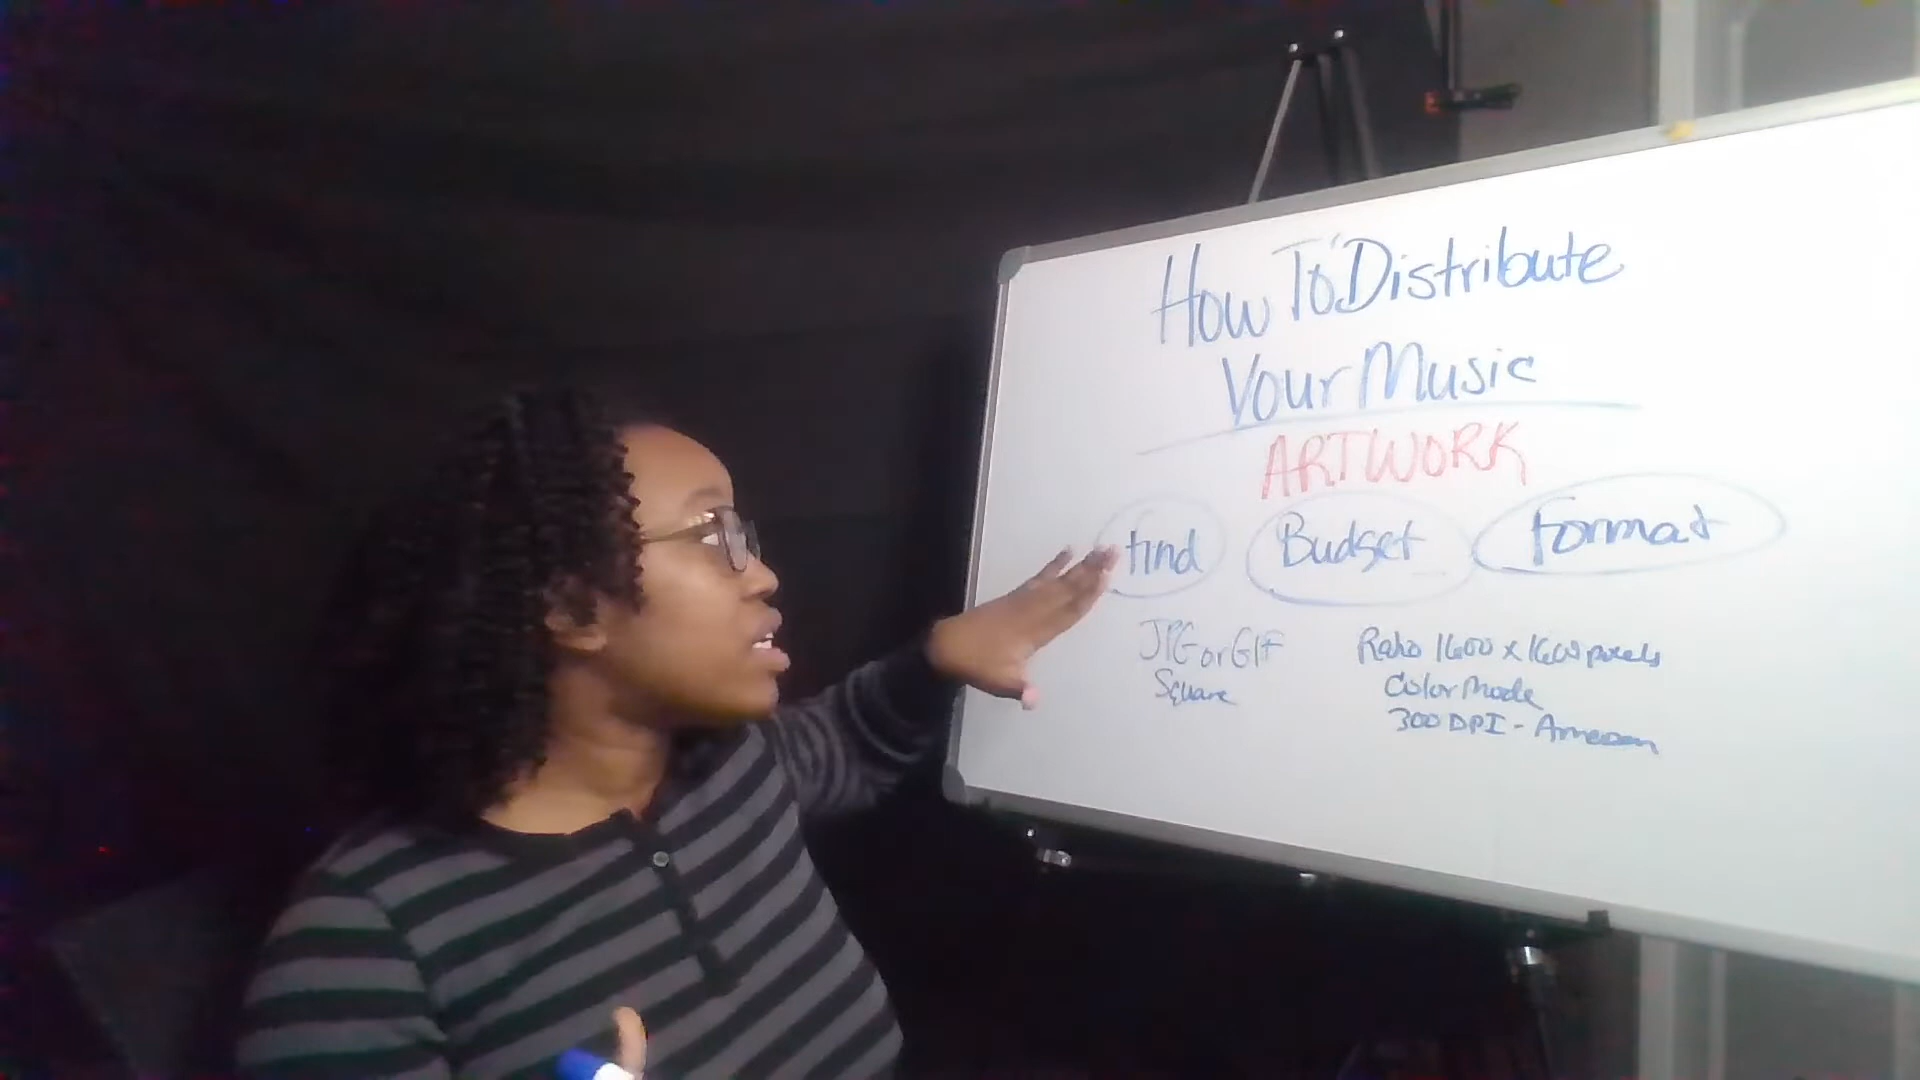 How To Distribute
Your Music
ARTWORK
find Budget Format
JPG or GIF
Square
Ratio 1600 x 1600 pixels
Color Mode
300 DPI -